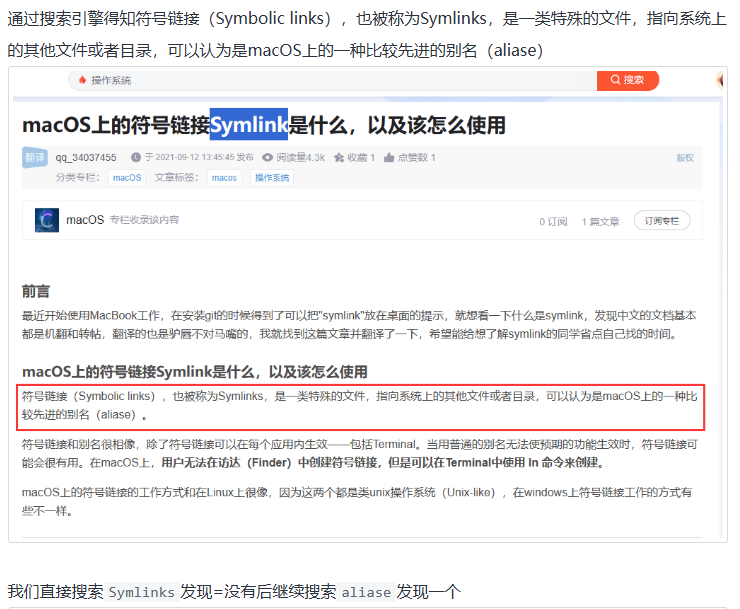 通过搜索引擎得知符号链接（Symbolic links），也被称为Symlinks，是一类特殊的文件，指向系统上
的其他文件或者目录，可以认为是macOS上的一种比较先进的别名（aliase）
操作系统 搜索
macOS上的符号链接Symlink是什么，以及该怎么使用
翻译 qq_34037455 于 2021-09-12 13:45:45 发布 阅读量4.3k 收藏 1 点赞数 1 版权
分类专栏： macOS 文章标签： macos 操作系统
macOS 专栏收录该内容 0 订阅 1 篇文章 订阅专栏
前言
最近开始使用MacBook工作，在安装git的时候得到了可以把"symlink"放在桌面的提示，就想看一下什么是symlink，发现中文的文档基本
都是机翻和转帖，翻译的也是驴唇不对马嘴的，我就找到这篇文章并翻译了一下，希望能给想了解symlink的同学省点自己找的时间。
macOS上的符号链接Symlink是什么，以及该怎么使用
符号链接（Symbolic links），也被称为Symlinks，是一类特殊的文件，指向系统上的其他文件或者目录，可以认为是macOS上的一种比
较先进的别名（aliase）。
符号链接和别名很相像，除了符号链接可以在每个应用内生效——包括Terminal。当用普通的别名无法使预期的功能生效时，符号链接可
能会很有用。在macOS上，用户无法在访达（Finder）中创建符号链接，但是可以在Terminal中使用 ln 命令来创建。
macOS上的符号链接的工作方式和在Linux上很像，因为这两个都是类unix操作系统（Unix-like），在windows上符号链接工作的方式有
些不一样。
我们直接搜索 Symlinks 发现=没有后继续搜索 aliase 发现一个